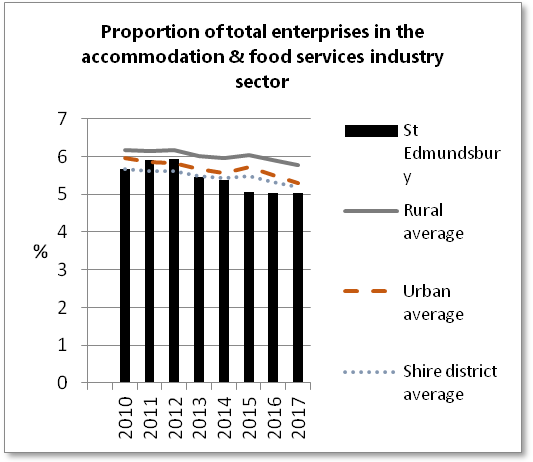 Proportion of total enterprises in the
accommodation & food services industry
sector
7
6
5
4
3
2
1
0
%
2010
2011
2012
2013
2014
2015
2016
2017
St
Edmundsbur
y
Rural
average
Urban
average
Shire district
average